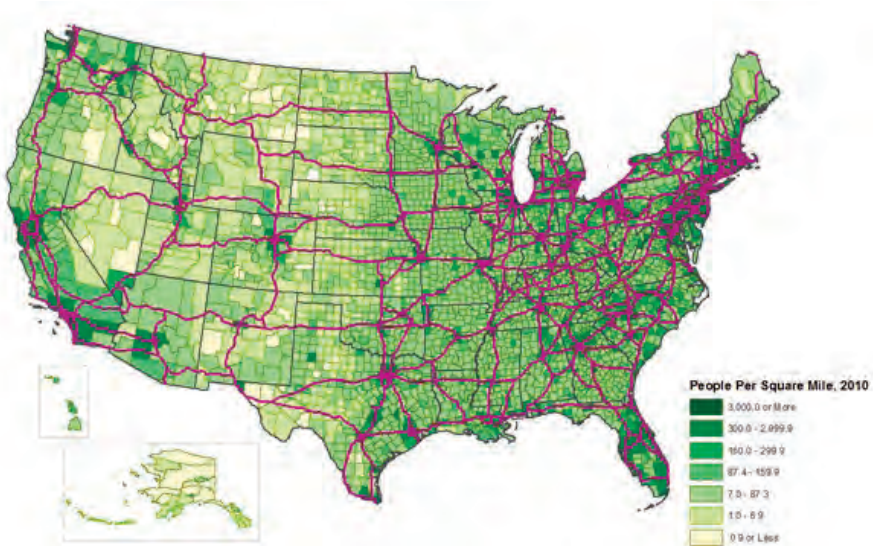 People Per Square Mile, 2010
3,000.0 or More
300.0 - 2,999.9
160.0 - 299.9
87.4 - 159.9
7.0 - 87.3
1.0 - 6.9
0.9 or Less